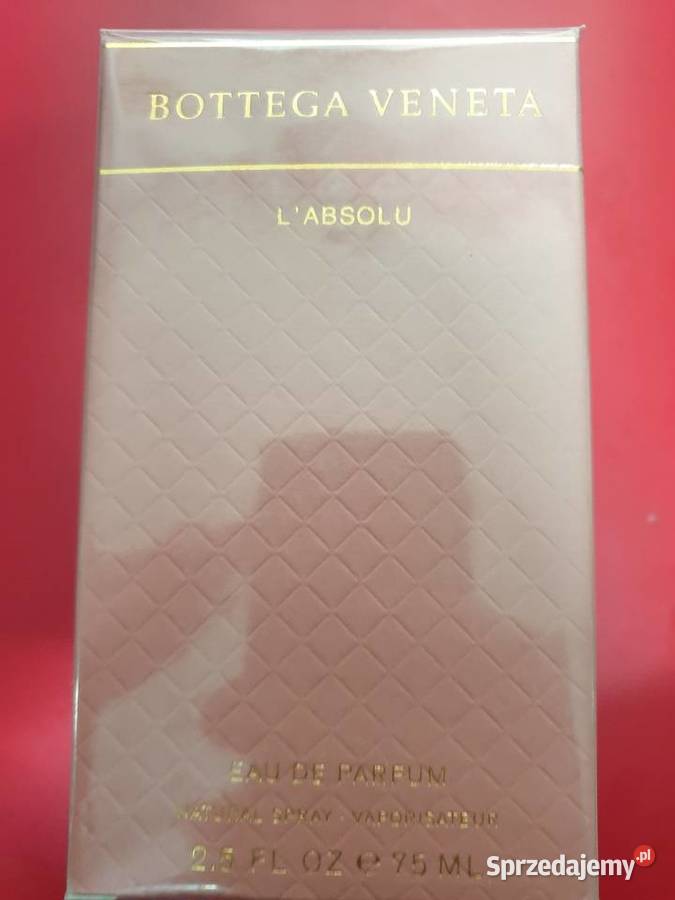 BOTTEGA VENETA
L'ABSOLU
EAU DE PARFUM
NATURAL SPRAY · VAPORISATEUR
2.5 FL OZ e 75 ML
Sprzedajemy.pl